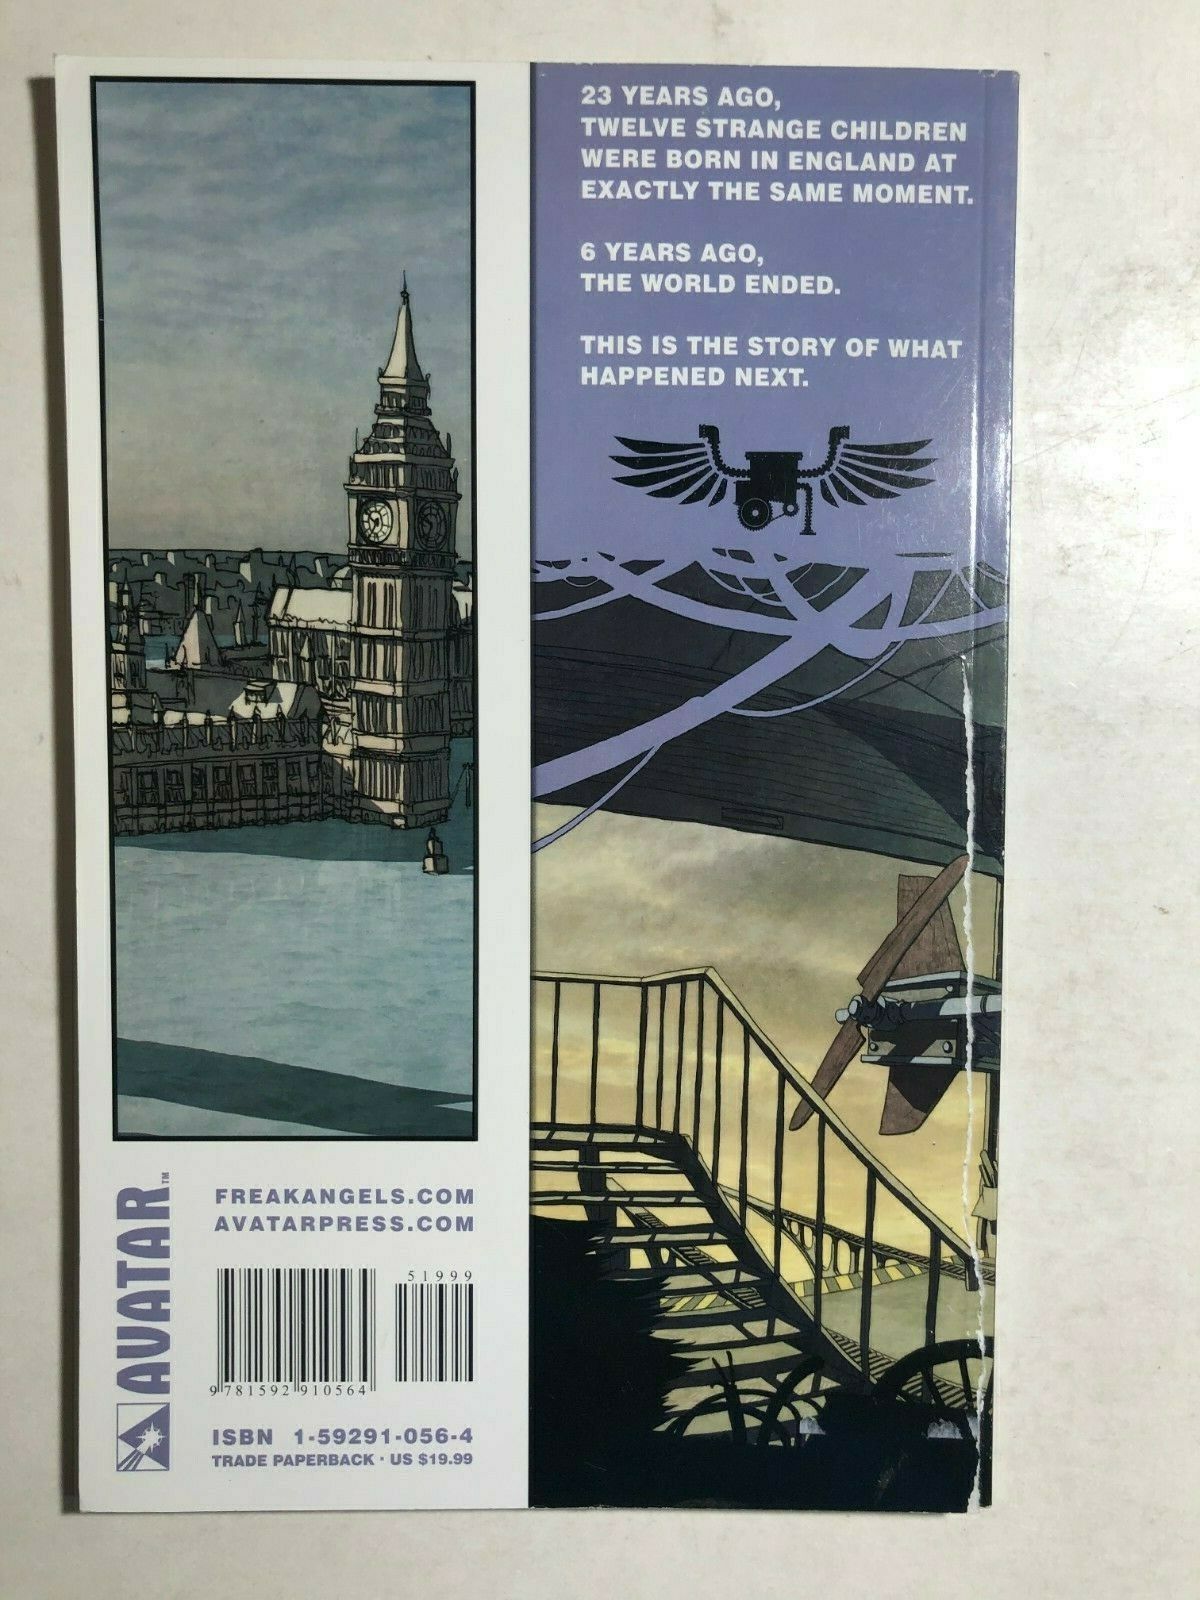 23 YEARS AGO,
TWELVE STRANGE CHILDREN
WERE BORN IN ENGLAND AT
EXACTLY THE SAME MOMENT.
6 YEARS AGO,
THE WORLD ENDED.
THIS IS THE STORY OF WHAT
HAPPENED NEXT.
AVATAR™
FREAKANGELS.COM
AVATARPRESS.COM
51999
9 781592 910564
ISBN 1-59291-056-4
TRADE PAPERBACK · US $19.99